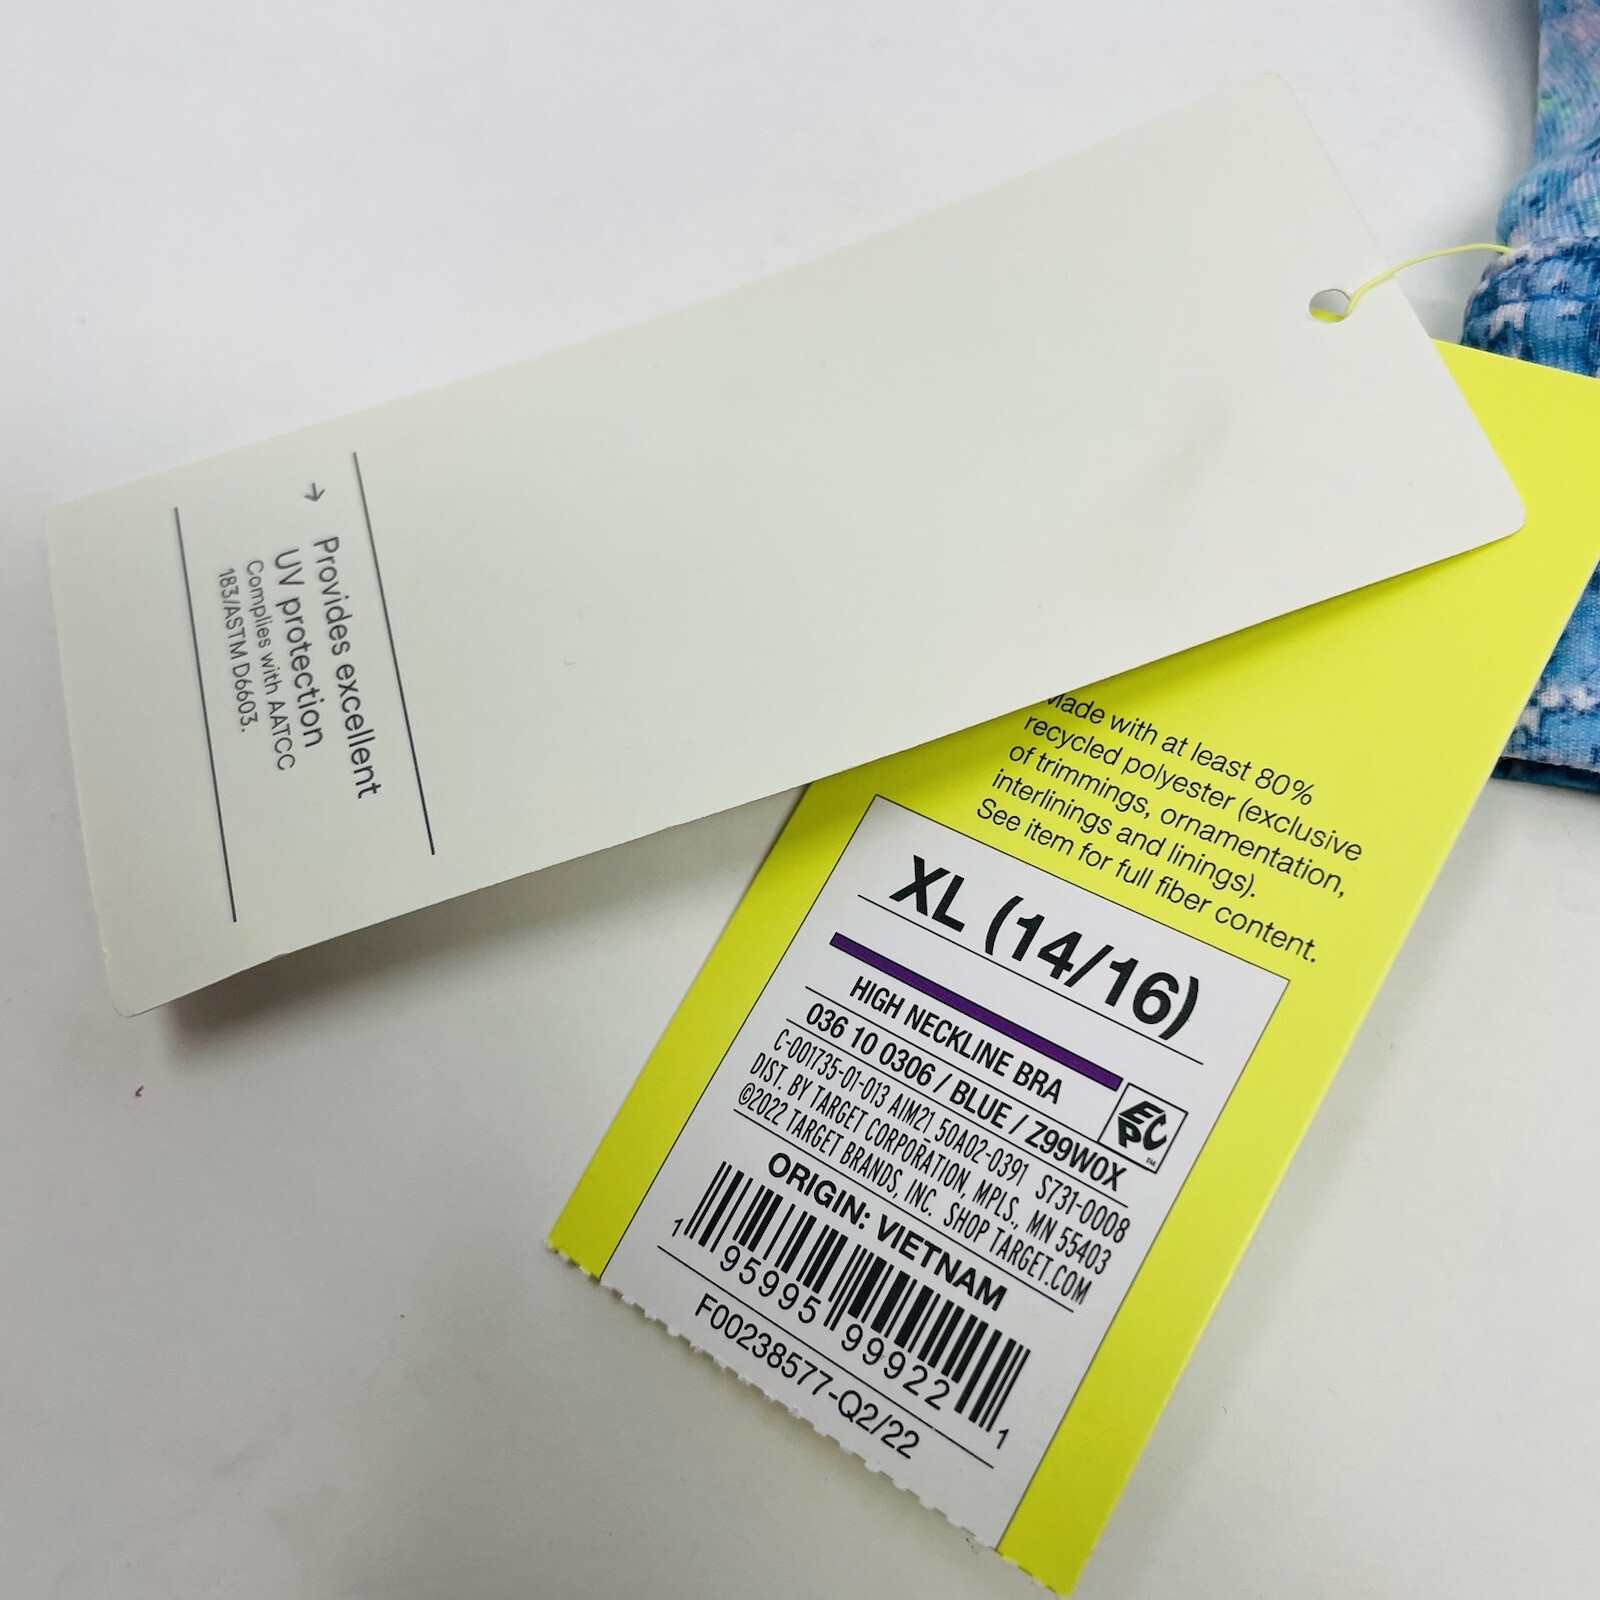 → Provides excellent
UV protection
Complies with AATCC
183/ASTM D6603.
Made with at least 80%
recycled polyester (exclusive
of trimmings, ornamentation,
interlinings and linings).
See item for full fiber content.
XL (14/16)
HIGH NECKLINE BRA
036 10 0306 / BLUE / Z99W0X
EPC™
C-001735-01-013 AIM21_50A02-0391 S731-0008
DIST. BY TARGET CORPORATION, MPLS., MN 55403
©2022 TARGET BRANDS, INC. SHOP TARGET.COM
ORIGIN: VIETNAM
1 95995 99922 1
F00238577-Q2/22